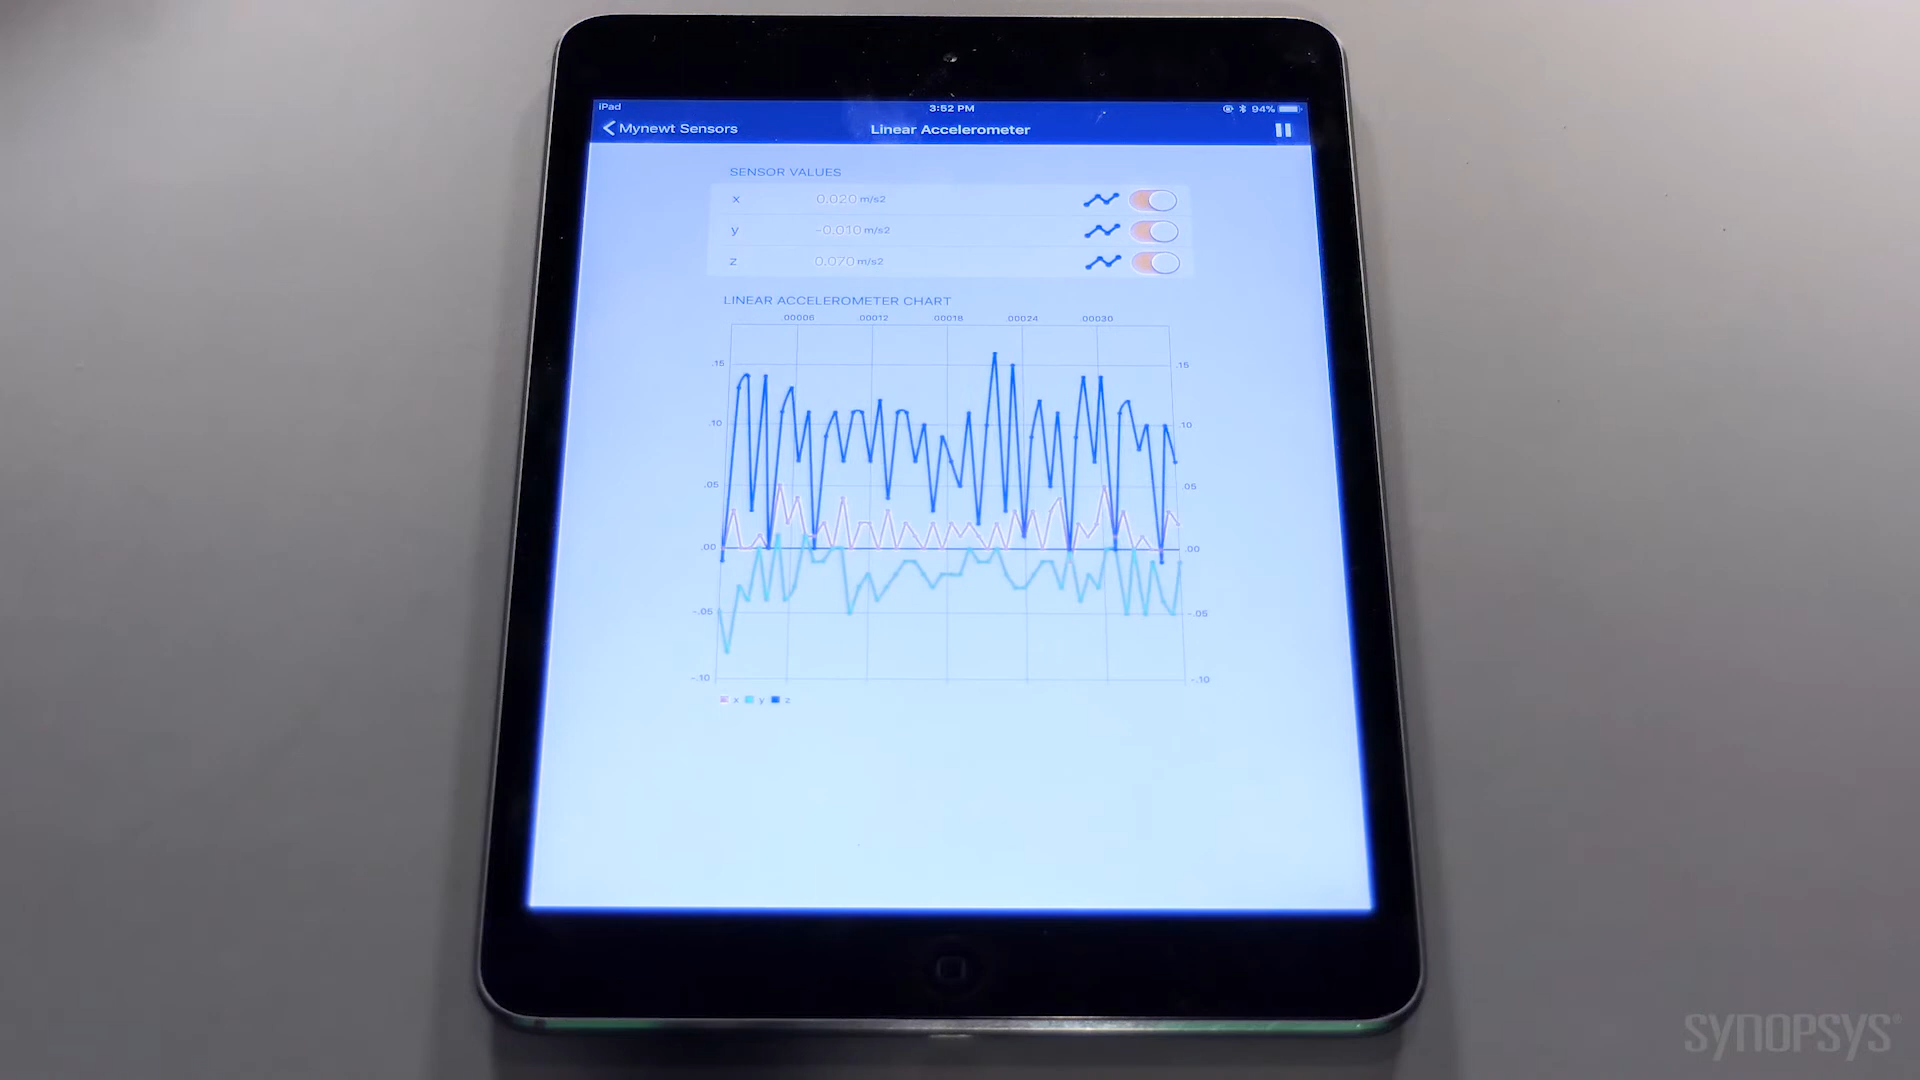 iPad 3:52 PM 94%
Mynewt Sensors Linear Accelerometer
SENSOR VALUES
x 0.020 m/s2
y -0.010 m/s2
z 0.070 m/s2
LINEAR ACCELEROMETER CHART
.00006 .00012 .00018 .00024 .00030
.15 .15
.10 .10
.05 .05
.00 .00
-.05 -.05
-.10 -.10
x y z
SYNOPSYS®